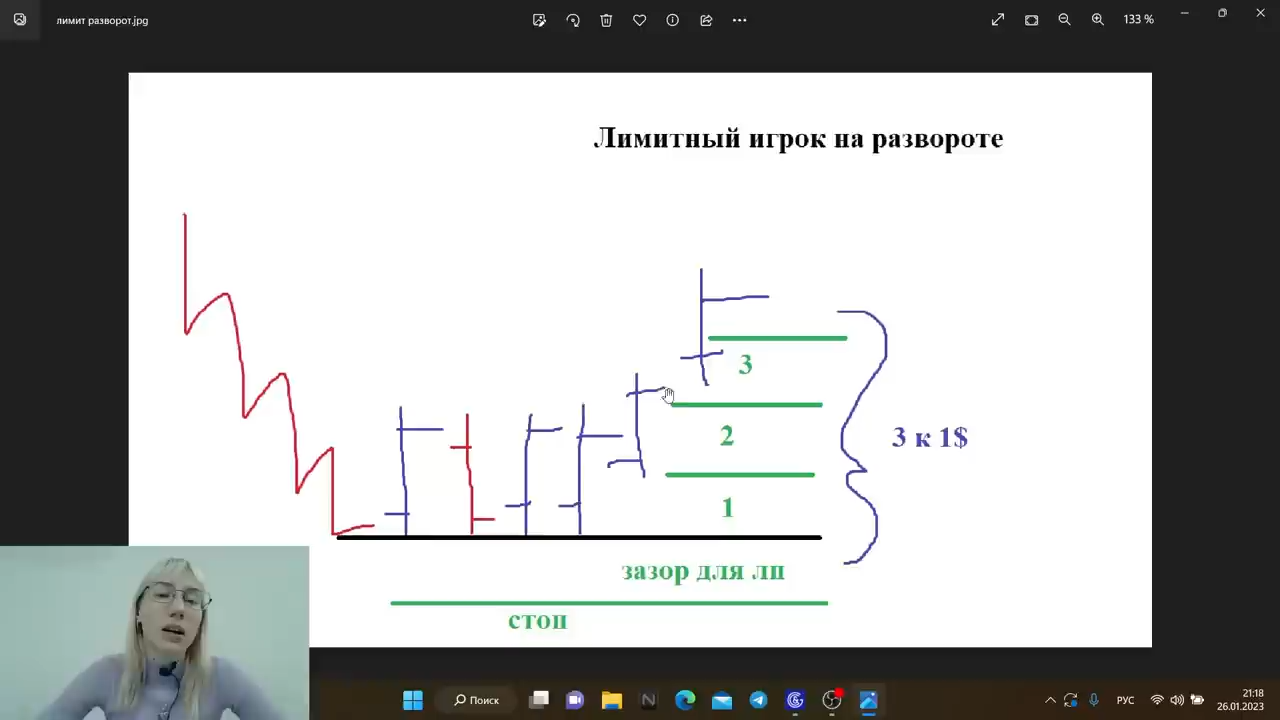 лимит разворот.jpg
133 %
Лимитный игрок на развороте
3
2
3 к 1$
1
зазор для лп
стоп
Поиск
РУС
21:18
26.01.2023